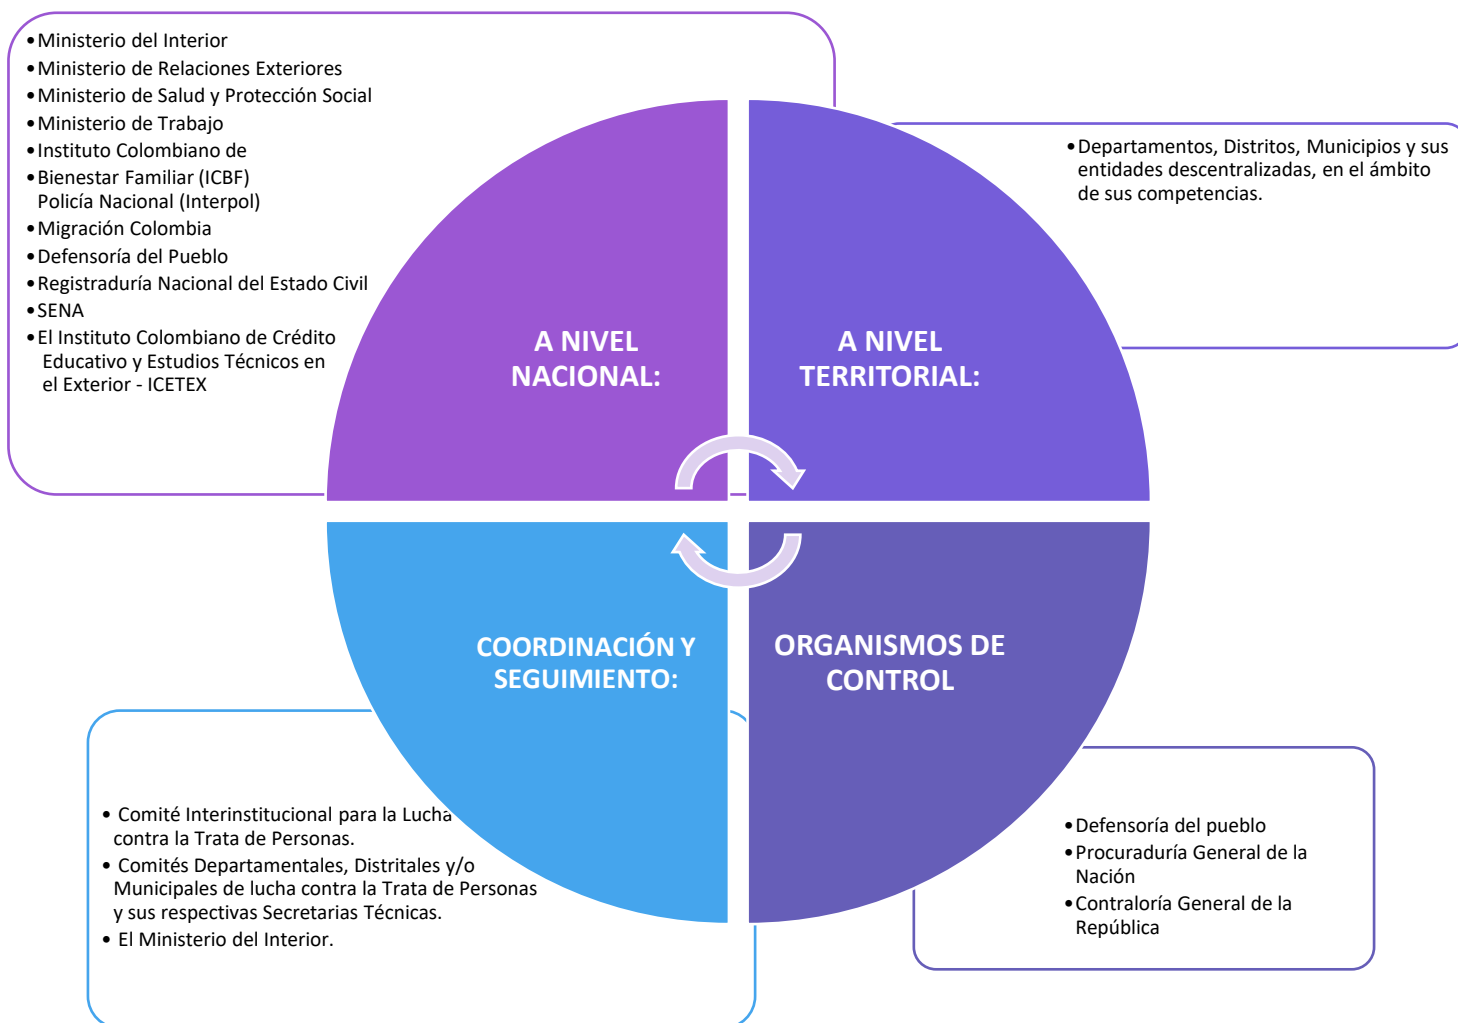 •Ministerio del Interior
•Ministerio de Relaciones Exteriores
•Ministerio de Salud y Protección Social
•Ministerio de Trabajo
•Instituto Colombiano de
•Bienestar Familiar (ICBF)
Policía Nacional (Interpol)
•Migración Colombia
•Defensoría del Pueblo
•Registraduría Nacional del Estado Civil
•SENA
•El Instituto Colombiano de Crédito
Educativo y Estudios Técnicos en
el Exterior - ICETEX
•Departamentos, Distritos, Municipios y sus
entidades descentralizadas, en el ámbito
de sus competencias.
A NIVEL
NACIONAL:
A NIVEL
TERRITORIAL:
COORDINACIÓN Y
SEGUIMIENTO:
ORGANISMOS DE
CONTROL
• Comité Interinstitucional para la Lucha
contra la Trata de Personas.
• Comités Departamentales, Distritales y/o
Municipales de lucha contra la Trata de Personas
y sus respectivas Secretarias Técnicas.
• El Ministerio del Interior.
•Defensoría del pueblo
•Procuraduría General de la
Nación
•Contraloría General de la
República